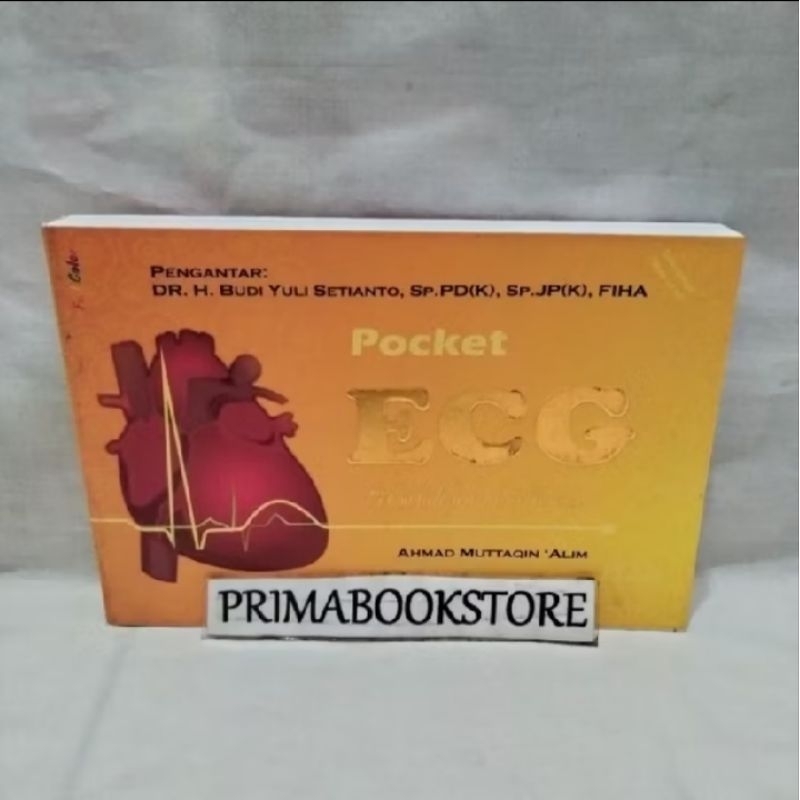 PENGANTAR:
DR. H. BUDI YULI SETIANTO, SP.PD(K), SP.JP(K), FIHA
Pocket
ECG
AHMAD MUTTAQIN 'ALIM
PRIMABOOKSTORE